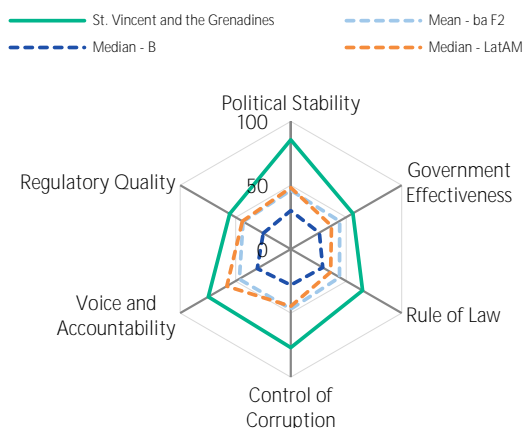 St. Vincent and the Grenadines
Mean - ba F2
Median - B
Median - LatAM
Political Stability
100
Government
Effectiveness
Regulatory Quality
50
0
Voice and
Accountability
Rule of Law
Control of
Corruption